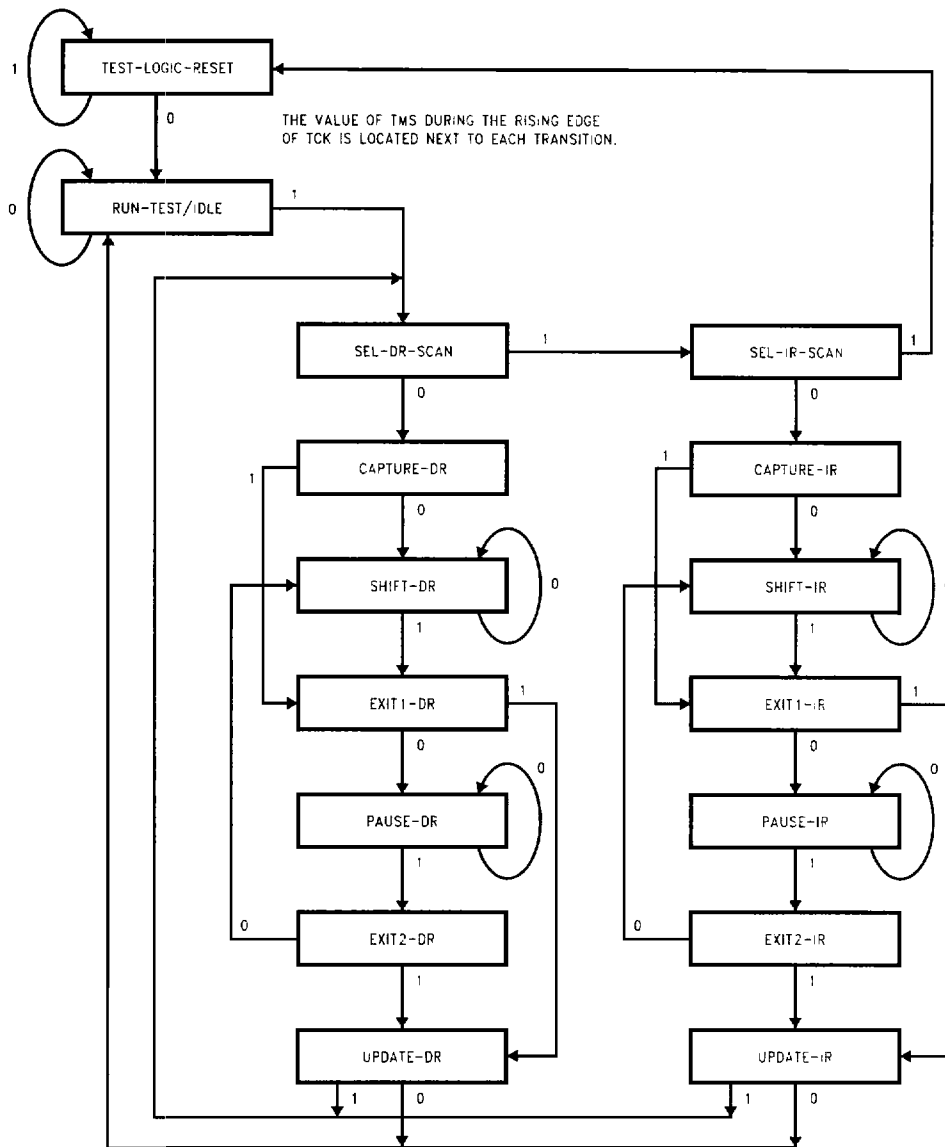 1
TEST-LOGIC-RESET
0
THE VALUE OF TMS DURING THE RISING EDGE
OF TCK IS LOCATED NEXT TO EACH TRANSITION.
0
RUN-TEST/IDLE
1
SEL-DR-SCAN
1
SEL-IR-SCAN
1
0
0
1
CAPTURE-DR
1
CAPTURE-IR
0
0
SHIFT-DR
0
SHIFT-IR
1
1
EXIT1-DR
1
EXIT1-IR
1
0
0
0
0
PAUSE-DR
PAUSE-IR
1
1
0
EXIT2-DR
0
EXIT2-IR
1
1
UPDATE-DR
UPDATE-IR
1
0
1
0